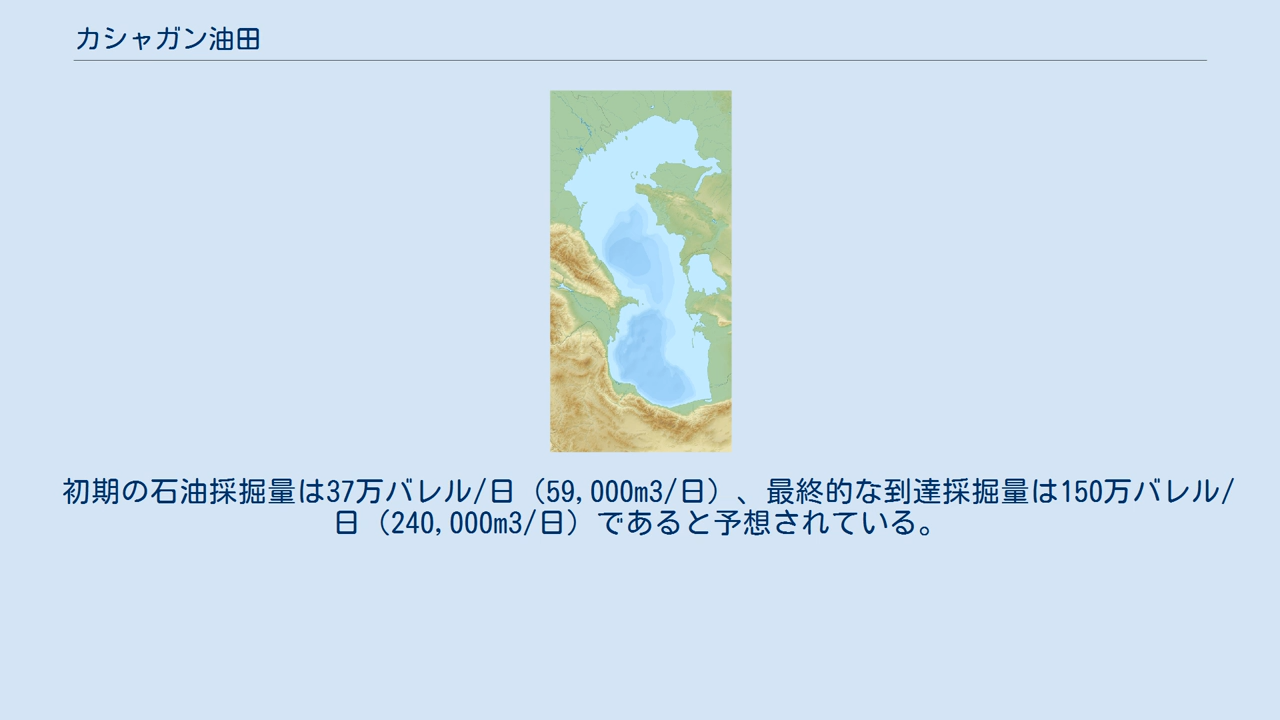 カシャガン油田
初期の石油採掘量は37万バレル/日（59,000m3/日）、最終的な到達採掘量は150万バレル/
日（240,000m3/日）であると予想されている。